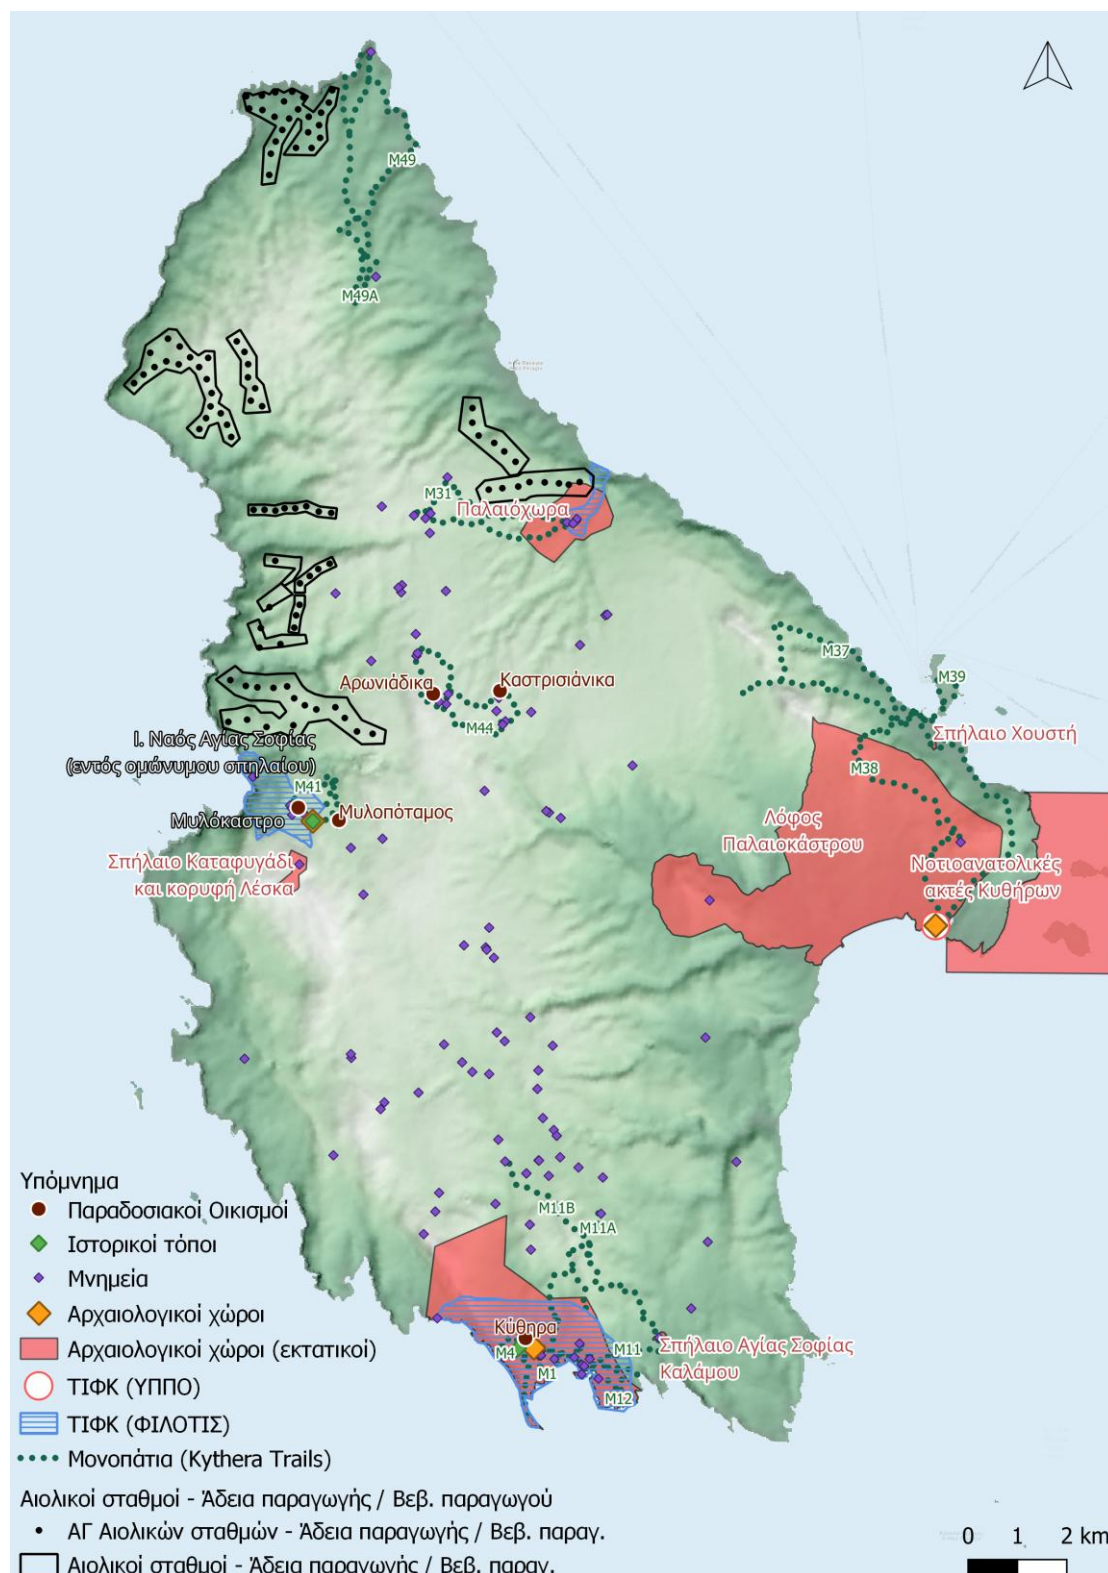 M49
M49A
M31
Παλαιόχωρα
M37
M39
Αρωνιάδικα
Καστρισιάνικα
M44
Σπήλαιο Χουστή
Ι. Ναός Αγίας Σοφίας
(εντός ομώνυμου σπηλαίου)
M38
M41
Μυλόκαστρο
Μυλοπόταμος
Λόφος
Παλαιοκάστρου
Σπήλαιο Καταφυγάδι
και κορυφή Λέσκα
Νοτιοανατολικές
ακτές Κυθήρων
M11B
M11A
Κύθηρα
M4
M1
M11
M12
Σπήλαιο Αγίας Σοφίας
Καλάμου
Υπόμνημα
Παραδοσιακοί Οικισμοί
Ιστορικοί τόποι
Μνημεία
Αρχαιολογικοί χώροι
Αρχαιολογικοί χώροι (εκτατικοί)
ΤΙΦΚ (ΥΠΠΟ)
ΤΙΦΚ (ΦΙΛΟΤΙΣ)
Μονοπάτια (Kythera Trails)
Αιολικοί σταθμοί - Άδεια παραγωγής / Βεβ. παραγωγού
ΑΓ Αιολικών σταθμών - Άδεια παραγωγής / Βεβ. παραγ.
Αιολικοί σταθμοί - Άδεια παραγωγής / Βεβ. παραγ.
0 1 2 km